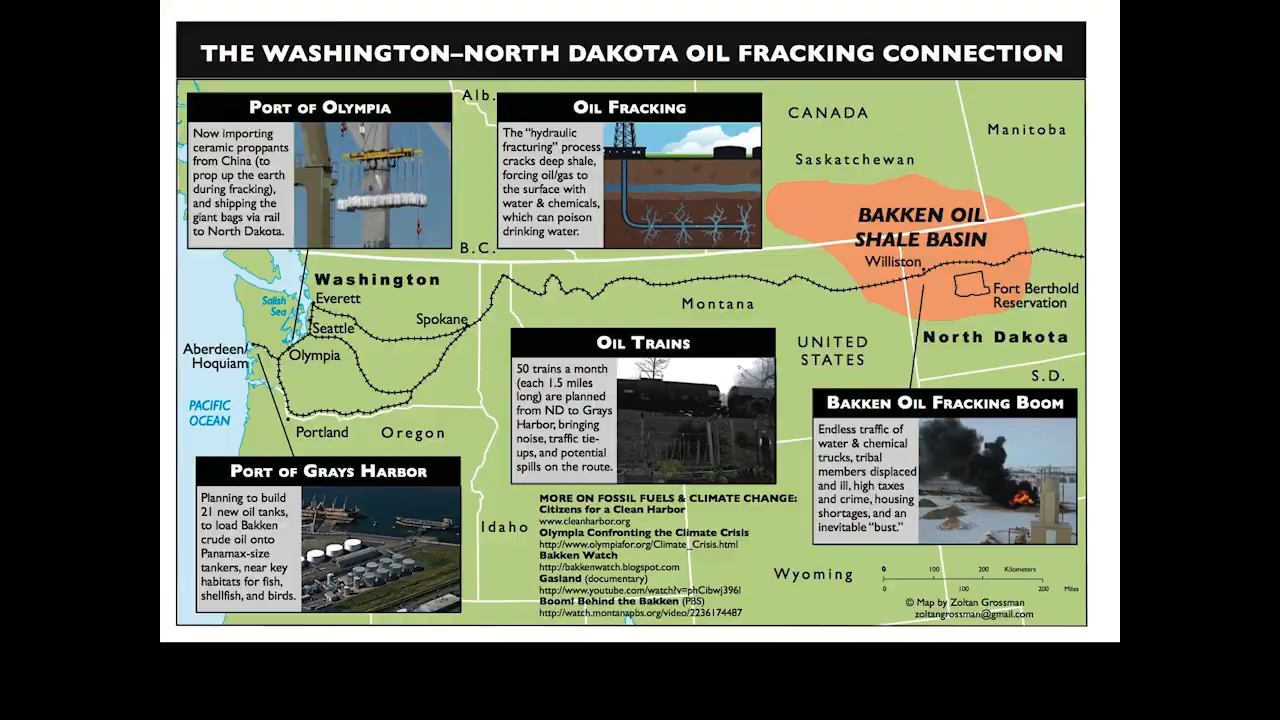 THE WASHINGTON–NORTH DAKOTA OIL FRACKING CONNECTION
PORT OF OLYMPIA
Now importing
ceramic proppants
from China (to
prop up the earth
during fracking),
and shipping the
giant bags via rail
to North Dakota.
Alb.
OIL FRACKING
The "hydraulic
fracturing" process
cracks deep shale,
forcing oil/gas to
the surface with
water & chemicals,
which can poison
drinking water.
CANADA
Manitoba
Saskatchewan
BAKKEN OIL
SHALE BASIN
Williston
Fort Berthold
Reservation
B.C.
Washington
Salish
Sea
Everett
Seattle
Spokane
Montana
Aberdeen/
Hoquiam
Olympia
PACIFIC
OCEAN
Portland
Oregon
OIL TRAINS
50 trains a month
(each 1.5 miles
long) are planned
from ND to Grays
Harbor, bringing
noise, traffic tie-
ups, and potential
spills on the route.
UNITED
STATES
North Dakota
S.D.
BAKKEN OIL FRACKING BOOM
Endless traffic of
water & chemical
trucks, tribal
members displaced
and ill, high taxes
and crime, housing
shortages, and an
inevitable "bust."
PORT OF GRAYS HARBOR
Planning to build
21 new oil tanks,
to load Bakken
crude oil onto
Panamax-size
tankers, near key
habitats for fish,
shellfish, and birds.
Idaho
MORE ON FOSSIL FUELS & CLIMATE CHANGE:
Citizens for a Clean Harbor
www.cleanharbor.org
Olympia Confronting the Climate Crisis
http://www.olympiafor.org/Climate_Crisis.html
Bakken Watch
http://bakkenwatch.blogspot.com
Gasland (documentary)
http://www.youtube.com/watch?v=phCibwj396I
Boom! Behind the Bakken (PBS)
http://watch.montanapbs.org/video/2236174487
Wyoming
0 100 200 Kilometers
0 100 200 Miles
© Map by Zoltan Grossman
zoltangrossman@gmail.com